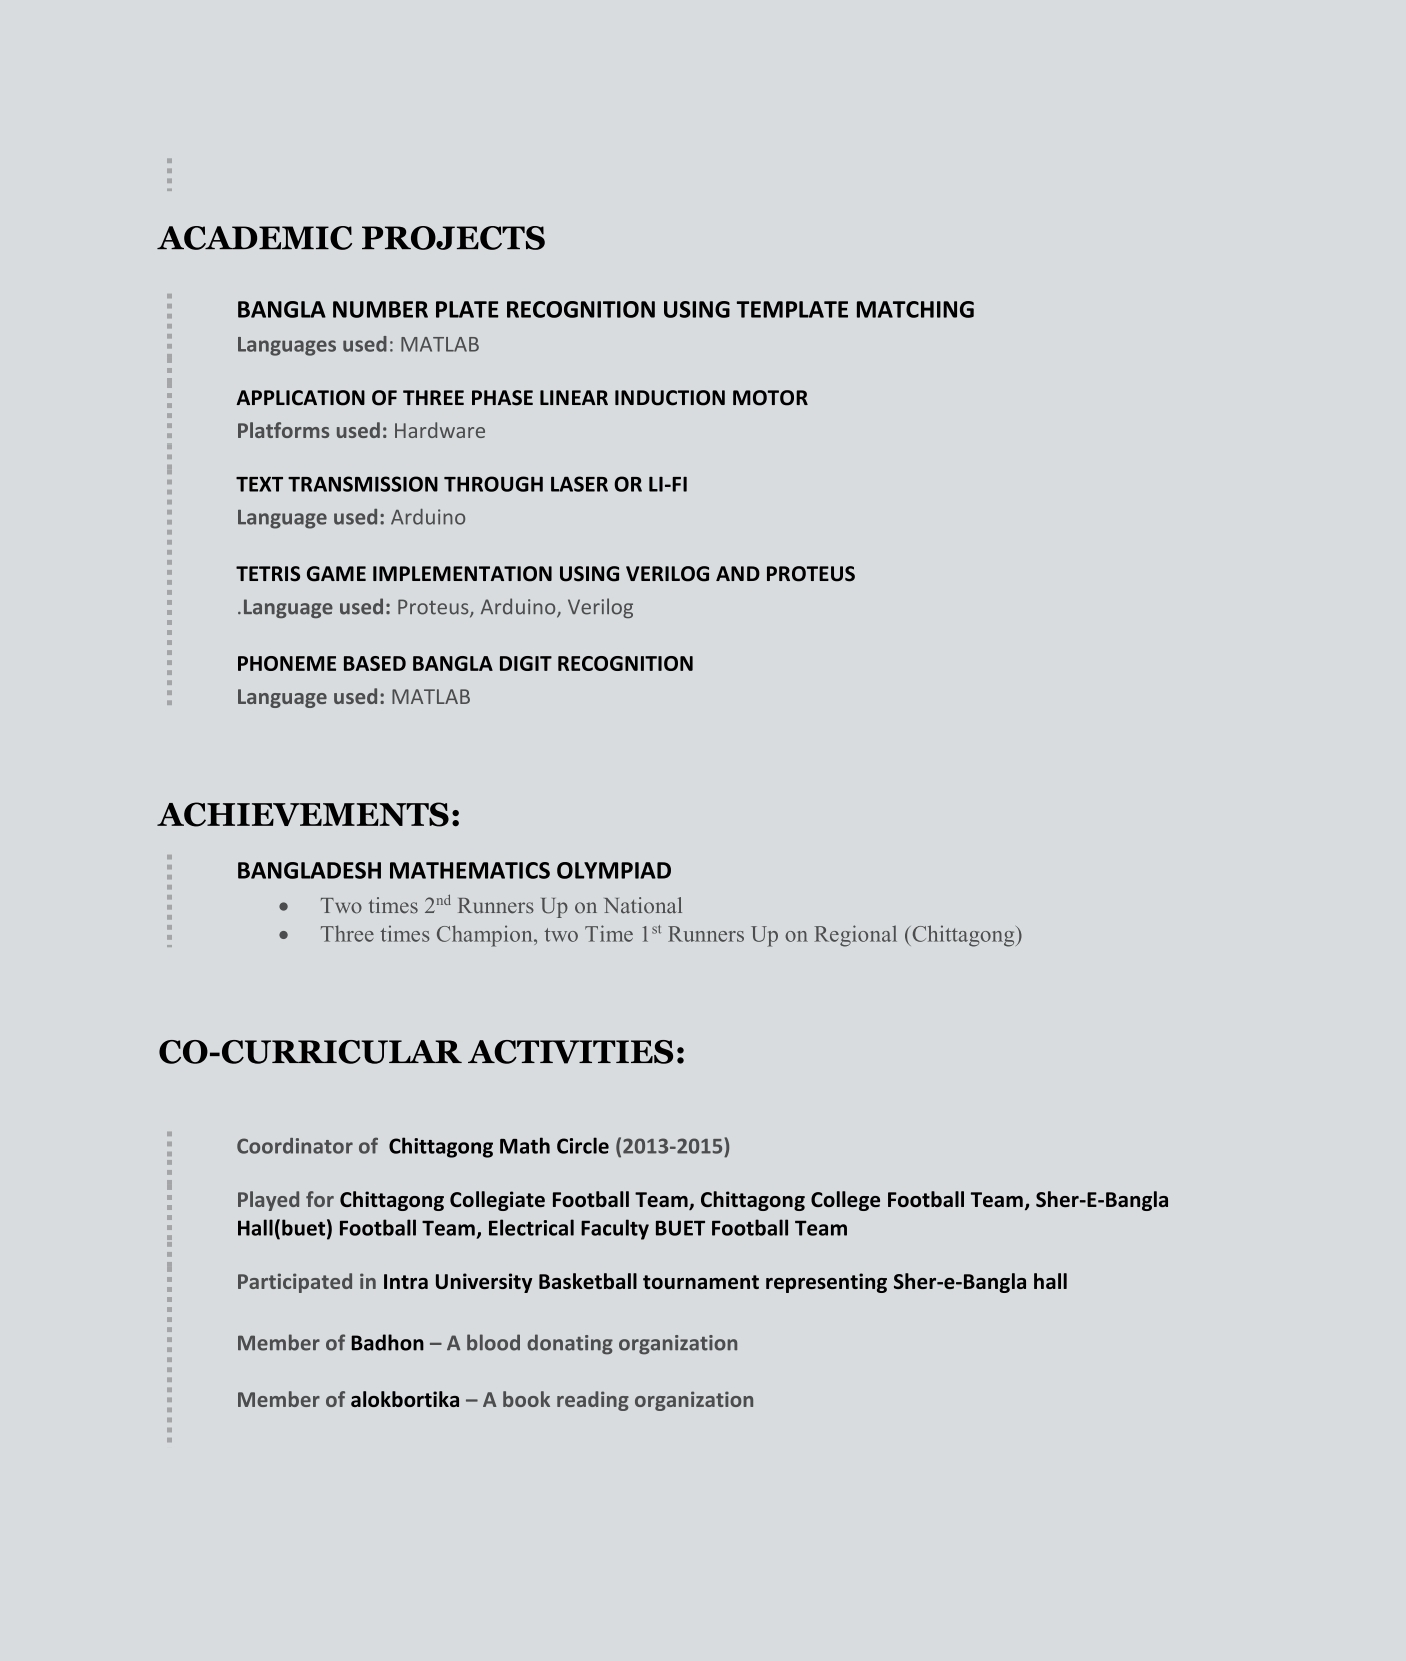 ACADEMIC PROJECTS
BANGLA NUMBER PLATE RECOGNITION USING TEMPLATE MATCHING
Languages used: MATLAB
APPLICATION OF THREE PHASE LINEAR INDUCTION MOTOR
Platforms used: Hardware
TEXT TRANSMISSION THROUGH LASER OR LI-FI
Language used: Arduino
TETRIS GAME IMPLEMENTATION USING VERILOG AND PROTEUS
.Language used: Proteus, Arduino, Verilog
PHONEME BASED BANGLA DIGIT RECOGNITION
Language used: MATLAB
ACHIEVEMENTS:
BANGLADESH MATHEMATICS OLYMPIAD
• Two times 2nd Runners Up on National
• Three times Champion, two Time 1st Runners Up on Regional (Chittagong)
CO-CURRICULAR ACTIVITIES:
Coordinator of  Chittagong Math Circle (2013-2015)
Played for Chittagong Collegiate Football Team, Chittagong College Football Team, Sher-E-Bangla
Hall(buet) Football Team, Electrical Faculty BUET Football Team
Participated in Intra University Basketball tournament representing Sher-e-Bangla hall
Member of Badhon – A blood donating organization
Member of alokbortika – A book reading organization